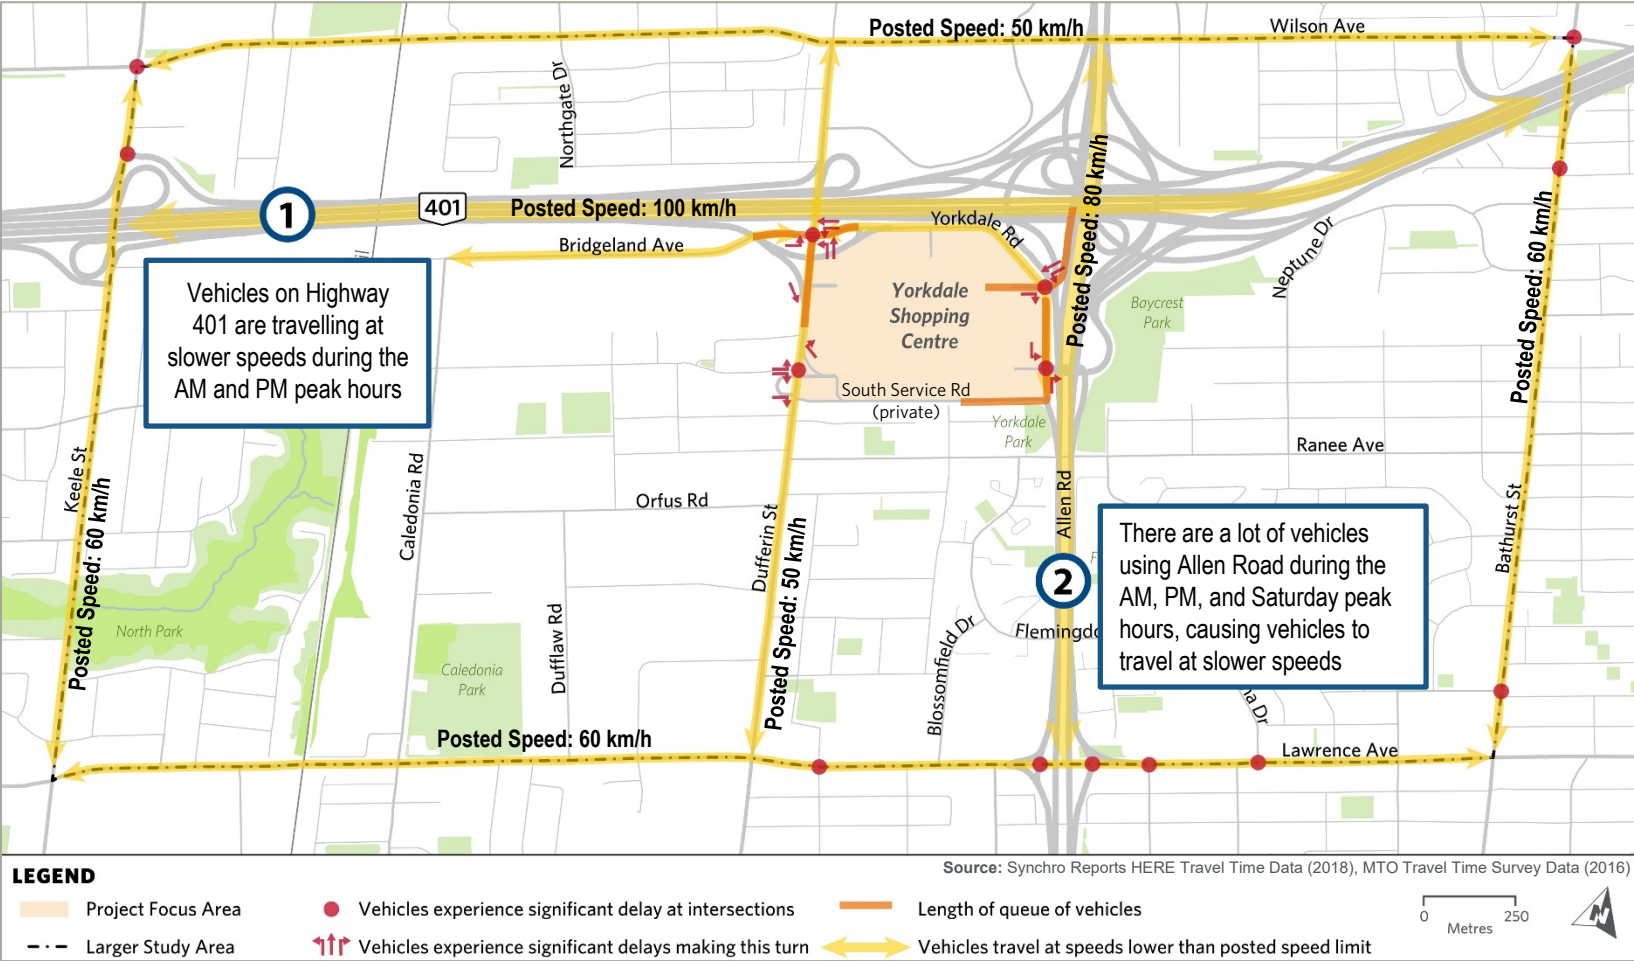 Posted Speed: 50 km/h
Wilson Ave
Northgate Dr
Posted Speed: 80 km/h
1
401
Posted Speed: 100 km/h
Yorkdale Rd
Bridgeland Ave
Neptune Dr
Posted Speed: 60 km/h
Vehicles on Highway
401 are travelling at
slower speeds during the
AM and PM peak hours
Yorkdale
Shopping
Centre
Baycrest
Park
South Service Rd
(private)
Yorkdale
Park
Ranee Ave
Keele St
Posted Speed: 60 km/h
Caledonia Rd
Orfus Rd
Dufferin St
Posted Speed: 50 km/h
Allen Rd
Bathurst St
2
There are a lot of vehicles
using Allen Road during the
AM, PM, and Saturday peak
hours, causing vehicles to
travel at slower speeds
North Park
Dufflaw Rd
Blossomfield Dr
Flemingdo
Caledonia
Park
na Dr
Posted Speed: 60 km/h
Lawrence Ave
Source: Synchro Reports HERE Travel Time Data (2018), MTO Travel Time Survey Data (2016)
LEGEND
Project Focus Area
Vehicles experience significant delay at intersections
Length of queue of vehicles
Larger Study Area
Vehicles experience significant delays making this turn
Vehicles travel at speeds lower than posted speed limit
0 250
Metres
N